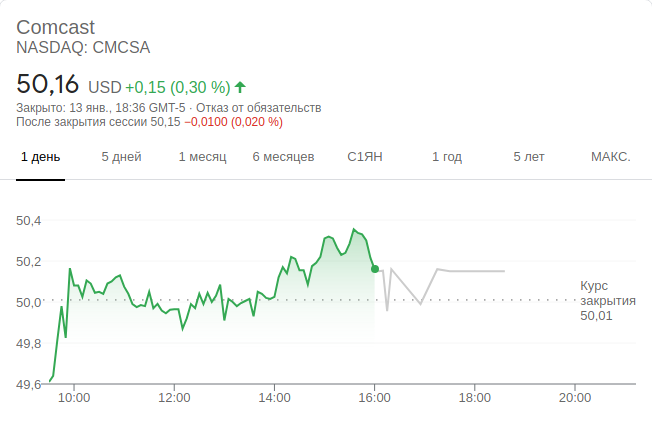 Comcast
NASDAQ: CMCSA
50,16 USD +0,15 (0,30 %)
Закрыто: 13 янв., 18:36 GMT-5 · Отказ от обязательств
После закрытия сессии 50,15 −0,0100 (0,020 %)
1 день 5 дней 1 месяц 6 месяцев С1ЯН 1 год 5 лет МАКС.
50,4
50,2
50,0
49,8
49,6
Курс
закрытия
50,01
10:00 12:00 14:00 16:00 18:00 20:00